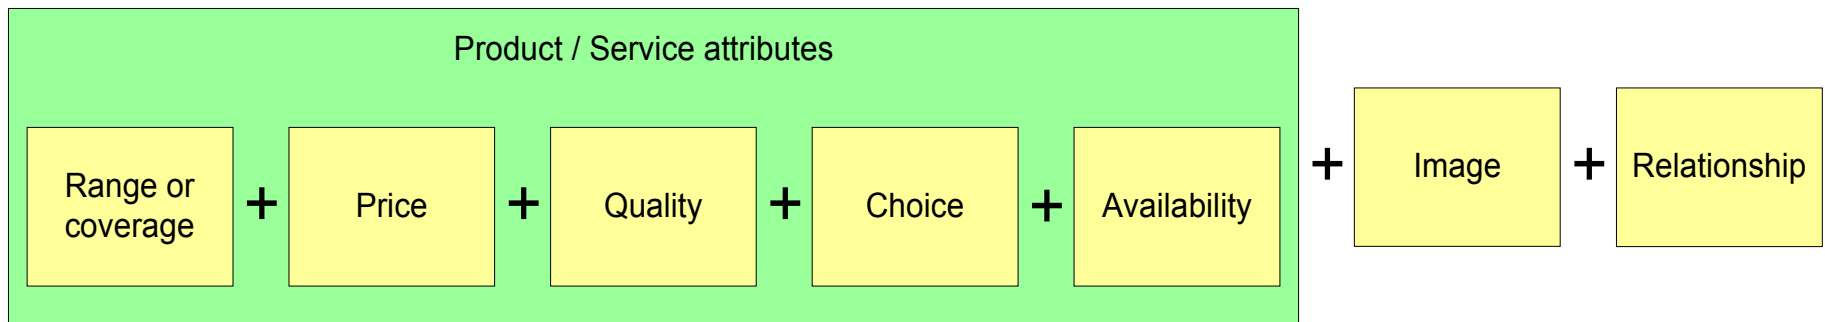 Product / Service attributes
Range or
coverage
+
Price
+
Quality
+
Choice
+
Availability
+
Image
+
Relationship